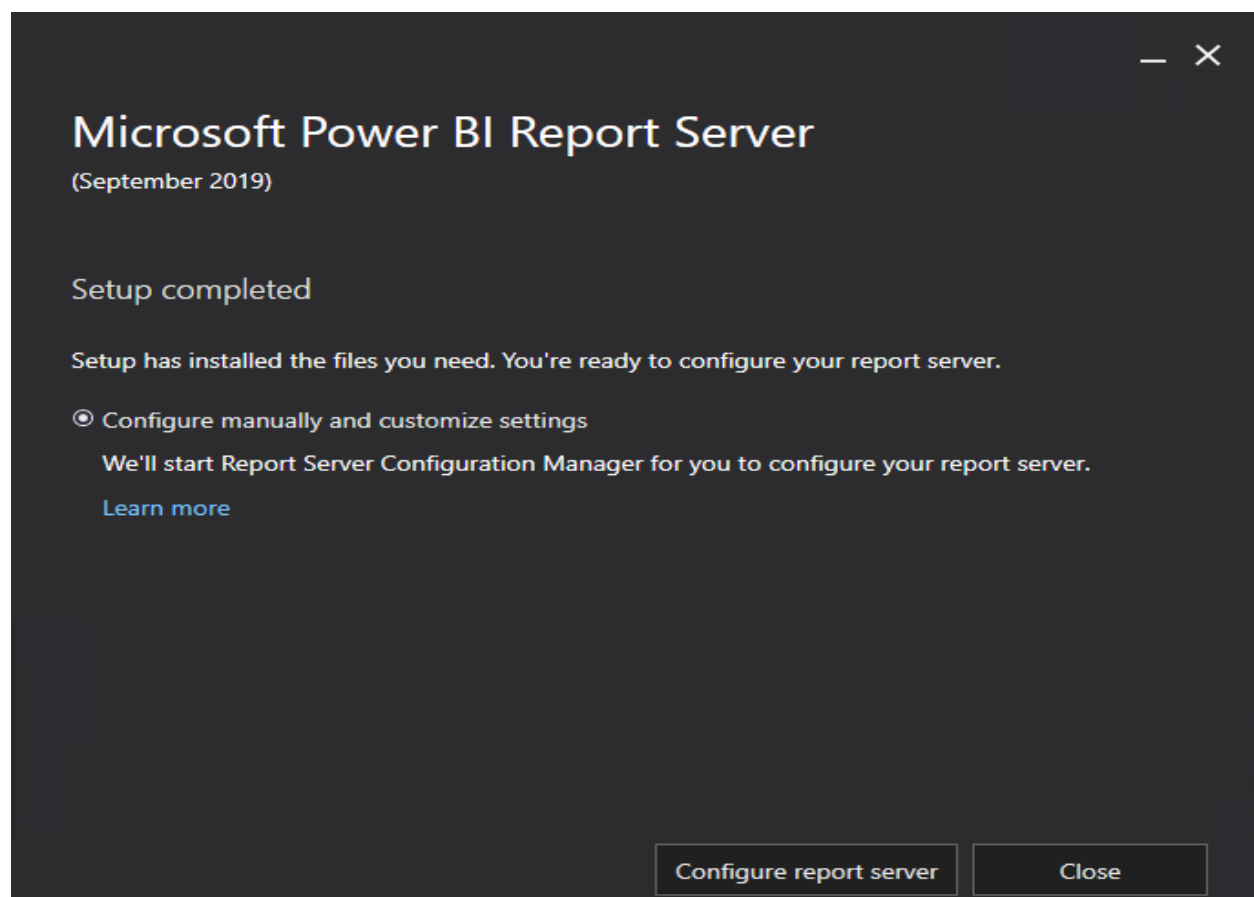 Microsoft Power BI Report Server
(September 2019)
Setup completed
Setup has installed the files you need. You're ready to configure your report server.
Configure manually and customize settings
We'll start Report Server Configuration Manager for you to configure your report server.
Learn more
Configure report server
Close